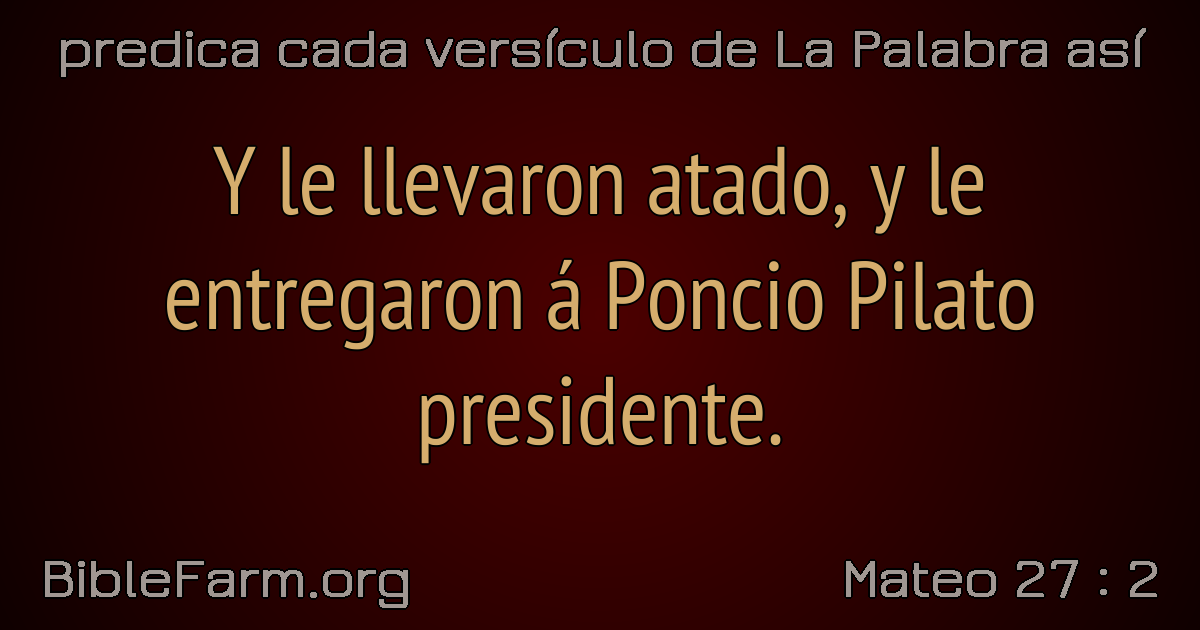 predica cada versículo de La Palabra así
Y le llevaron atado, y le
entregaron á Poncio Pilato
presidente.
BibleFarm.org
Mateo 27 : 2